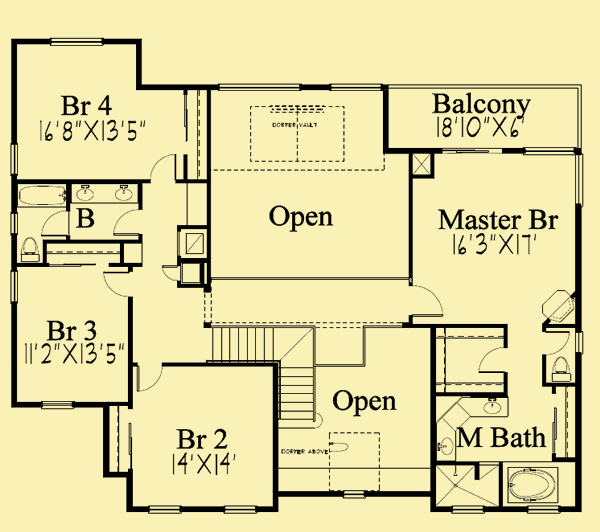 Br 4
16'8"X13'5"
DORMER VAULT
Balcony
18'10"X6'
B
Open
Master Br
16'3"X17'
Br 3
11'2"X13'5"
Open
Br 2
14'X14'
DORMER ABOVE
M Bath